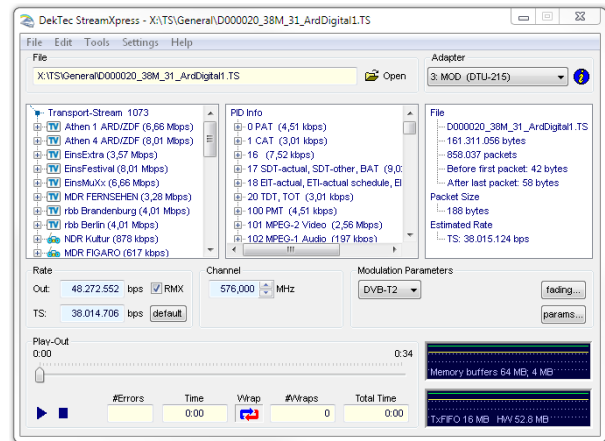 DekTec StreamXpress - X:\TS\General\D000020_38M_31_ArdDigital1.TS
File Edit Tools Settings Help
File
X:\TS\General\D000020_38M_31_ArdDigital1.TS
Open
Adapter
3: MOD (DTU-215)
Transport-Stream 1073
TV Athen 1 ARD/ZDF (6,66 Mbps)
TV Athen 4 ARD/ZDF (8,01 Mbps)
TV EinsExtra (3,57 Mbps)
TV EinsFestival (8,01 Mbps)
TV EinsMuXx (6,66 Mbps)
TV MDR FERNSEHEN (3,28 Mbps)
TV rbb Brandenburg (4,01 Mbps)
TV rbb Berlin (4,01 Mbps)
NDR Kultur (878 kbps)
MDR FIGARO (617 kbps)
PID Info
0 PAT (4,51 kbps)
1 CAT (3,01 kbps)
16 (7,52 kbps)
17 SDT-actual, SDT-other, BAT (9,0
18 EIT-actual, ETI-actual schedule, EI
20 TDT, TOT (3,01 kbps)
100 PMT (4,51 kbps)
101 MPEG-2 Video (2,56 Mbps)
102 MPEG-1 Audio (197 kbps)
File
D000020_38M_31_ArdDigital1.TS
161.311.056 bytes
858.037 packets
Before first packet: 42 bytes
After last packet: 58 bytes
Packet Size
188 bytes
Estimated Rate
TS: 38.015.124 bps
Rate
Out: 48.272.552 bps RMX
TS: 38.014.706 bps default
Channel
576,000 MHz
Modulation Parameters
DVB-T2
fading...
params...
Play-Out
0:00 0:34
#Errors Time Wrap #Wraps Total Time
0:00 0 0:00
Memory buffers 64 MB; 4 MB
TxFIFO 16 MB HW 52.8 MB